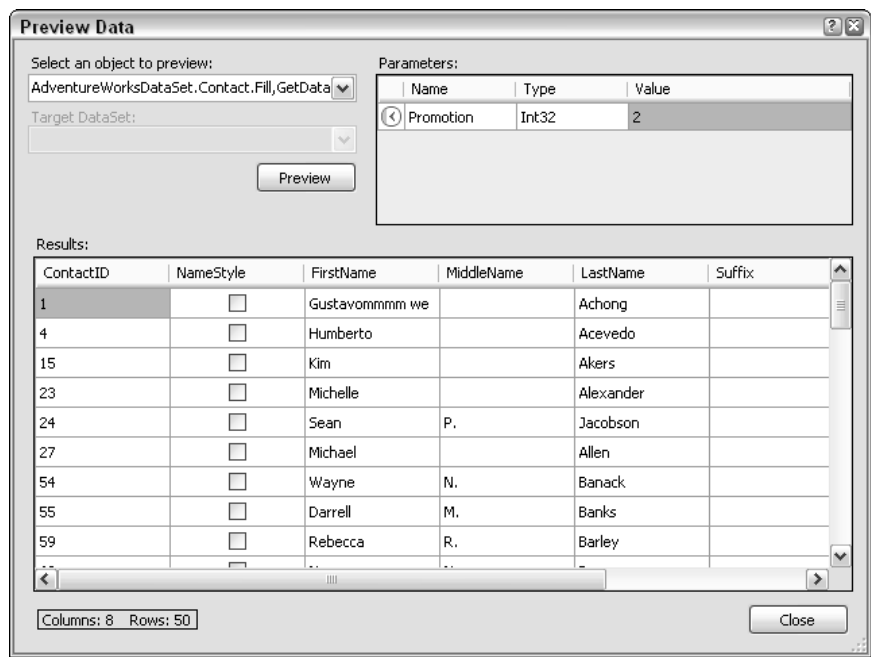 Preview Data
Select an object to preview:
AdventureWorksDataSet.Contact.Fill,GetData
Target DataSet:
Preview
Parameters:
Name Type Value
Promotion Int32 2
Results:
ContactID NameStyle FirstName MiddleName LastName Suffix
1 Gustavommmm we Achong
4 Humberto Acevedo
15 Kim Akers
23 Michelle Alexander
24 Sean P. Jacobson
27 Michael Allen
54 Wayne N. Banack
55 Darrell M. Banks
59 Rebecca R. Barley
Columns: 8 Rows: 50
Close